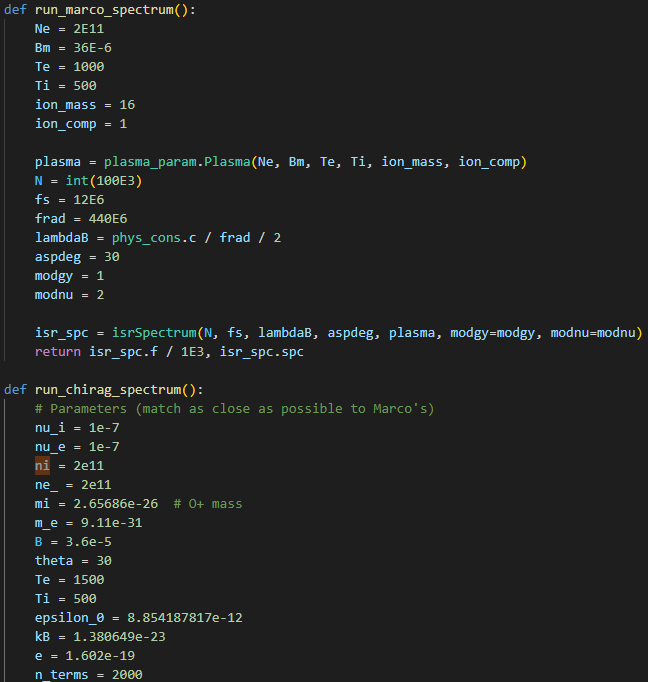 def run_marco_spectrum():
    Ne = 2E11
    Bm = 36E-6
    Te = 1000
    Ti = 500
    ion_mass = 16
    ion_comp = 1

    plasma = plasma_param.Plasma(Ne, Bm, Te, Ti, ion_mass, ion_comp)
    N = int(100E3)
    fs = 12E6
    frad = 440E6
    lambdaB = phys_cons.c / frad / 2
    aspdeg = 30
    modgy = 1
    modnu = 2

    isr_spc = isrSpectrum(N, fs, lambdaB, aspdeg, plasma, modgy=modgy, modnu=modnu)
    return isr_spc.f / 1E3, isr_spc.spc

def run_chirag_spectrum():
    # Parameters (match as close as possible to Marco's)
    nu_i = 1e-7
    nu_e = 1e-7
    ni = 2e11
    ne_ = 2e11
    mi = 2.65686e-26  # O+ mass
    m_e = 9.11e-31
    B = 3.6e-5
    theta = 30
    Te = 1500
    Ti = 500
    epsilon_0 = 8.854187817e-12
    kB = 1.380649e-23
    e = 1.602e-19
    n_terms = 2000